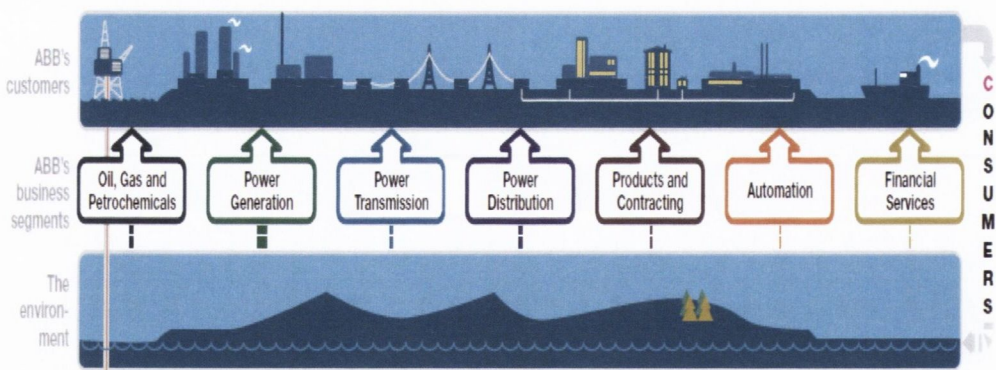 ABB's
customers
ABB's
business
segments
Oil, Gas and
Petrochemicals
Power
Generation
Power
Transmission
Power
Distribution
Products and
Contracting
Automation
Financial
Services
The
environ-
ment
CONSUMERS